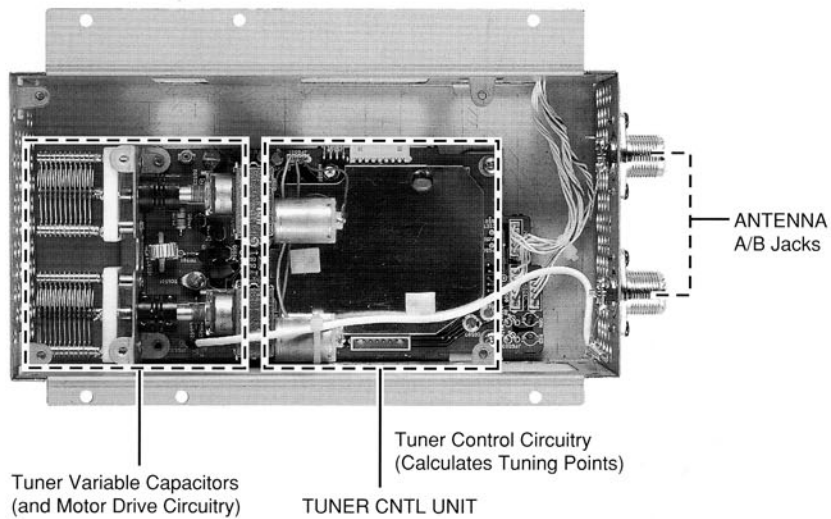 ANTENNA
A/B Jacks
Tuner Control Circuitry
(Calculates Tuning Points)
Tuner Variable Capacitors
(and Motor Drive Circuitry)
TUNER CNTL UNIT